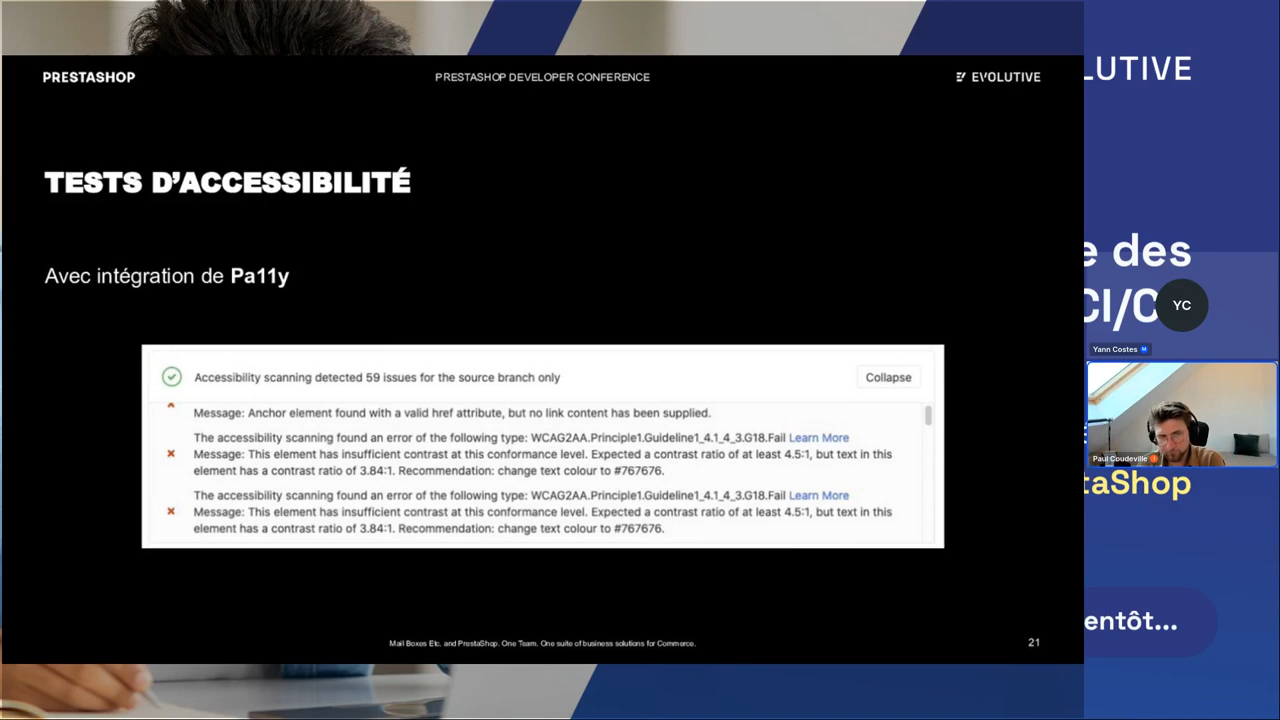 PRESTASHOP
PRESTASHOP DEVELOPER CONFERENCE
EVOLUTIVE
TESTS D'ACCESSIBILITÉ
Avec intégration de Pa11y
Accessibility scanning detected 59 issues for the source branch only
Collapse
Message: Anchor element found with a valid href attribute, but no link content has been supplied.
The accessibility scanning found an error of the following type: WCAG2AA.Principle1.Guideline1_4.1_4_3.G18.Fail Learn More
Message: This element has insufficient contrast at this conformance level. Expected a contrast ratio of at least 4.5:1, but text in this
element has a contrast ratio of 3.84:1. Recommendation: change text colour to #767676.
The accessibility scanning found an error of the following type: WCAG2AA.Principle1.Guideline1_4.1_4_3.G18.Fail Learn More
Message: This element has insufficient contrast at this conformance level. Expected a contrast ratio of at least 4.5:1, but text in this
element has a contrast ratio of 3.84:1. Recommendation: change text colour to #767676.
Mail Boxes Etc. and PrestaShop. One Team. One suite of business solutions for Commerce.
21
LUTIVE
e des
CI/C
YC
Yann Costes M
Paul Coudeville
taShop
entôt...